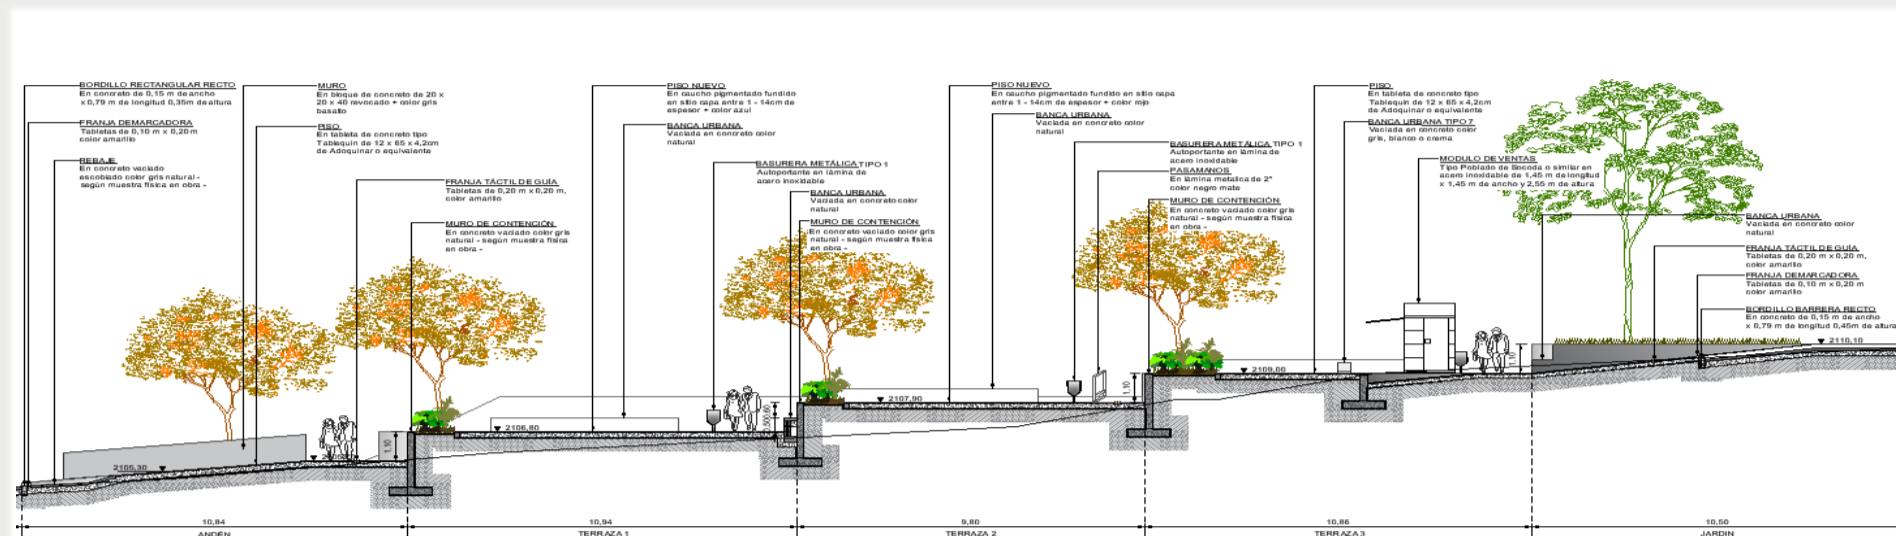 BORDILLO RECTANGULAR RECTO
En concreto de 0,15 m de ancho
x 0,79 m de longitud 0,35m de altura
FRANJA DEMARCADORA
Tabletas de 0,10 m x 0,20 m
color amarillo
REBAJE
En concreto vaciado
escobiado color gris natural -
según muestra física en obra -
MURO
En bloque de concreto de 20 x
20 x 40 revocado + color gris
basalto
PISO
En tableta de concreto tipo
Tablequin de 12 x 65 x 4,2cm
de Adoquinar o equivalente
FRANJA TÁCTIL DE GUÍA
Tabletas de 0,20 m x 0,20 m,
color amarillo
MURO DE CONTENCIÓN
En concreto vaciado color gris
natural - según muestra física
en obra -
PISO NUEVO
En caucho pigmentado fundido
en sitio capa entre 1 - 14cm de
espesor + color azul
BANCA URBANA
Vaciada en concreto color
natural
BASURERA METÁLICA TIPO 1
Autoportante en lámina de
acero inoxidable
BANCA URBANA
Vaciada en concreto color
natural
MURO DE CONTENCIÓN
En concreto vaciado color gris
natural - según muestra física
en obra -
PISO NUEVO
En caucho pigmentado fundido en sitio capa
entre 1 - 14cm de espesor + color rojo
BANCA URBANA
Vaciada en concreto color
natural
BASURERA METÁLICA TIPO 1
Autoportante en lámina de
acero inoxidable
PASAMANOS
En lámina metalica de 2"
color negro mate
MURO DE CONTENCIÓN
En concreto vaciado color gris
natural - según muestra física
en obra -
PISO
En tableta de concreto tipo
Tablequin de 12 x 65 x 4,2cm
de Adoquinar o equivalente
BANCA URBANA TIPO 7
Vaciada en concreto color
gris, blanco o crema
MODULO DE VENTAS
Tipo Poblado de Bocoda o similar en
acero inoxidable de 1,45 m de longitud
x 1,45 m de ancho y 2,55 m de altura
BANCA URBANA
Vaciada en concreto color
natural
FRANJA TÁCTIL DE GUÍA
Tabletas de 0,20 m x 0,20 m,
color amarillo
FRANJA DEMARCADORA
Tabletas de 0,10 m x 0,20 m
color amarillo
BORDILLO BARRERA RECTO
En concreto de 0,15 m de ancho
x 0,79 m de longitud 0,45m de altura
2105,30
1,10
2106,80
2107,90
1,10
2109,00
1,10
2110,10
10,84
10,94
9,80
10,86
10,50
ANDÉN
TERRAZA 1
TERRAZA 2
TERRAZA 3
JARDIN